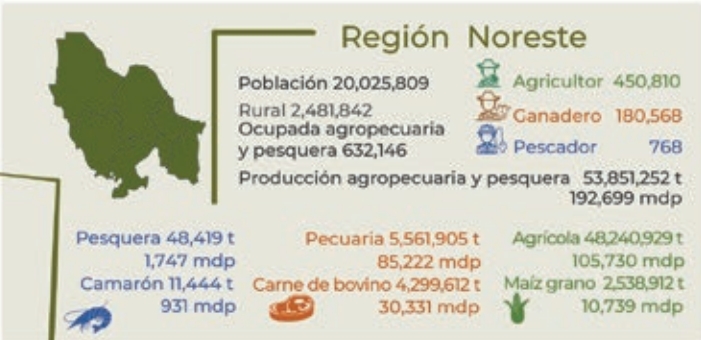 Región Noreste
Población 20,025,809
Rural 2,481,842
Ocupada agropecuaria
y pesquera 632,146
Agricultor 450,810
Ganadero 180,568
Pescador 768
Producción agropecuaria y pesquera 53,851,252 t
192,699 mdp
Pesquera 48,419 t
1,747 mdp
Camarón 11,444 t
931 mdp
Pecuaria 5,561,905 t
85,222 mdp
Carne de bovino 4,299,612 t
30,331 mdp
Agrícola 48,240,929 t
105,730 mdp
Maíz grano 2,538,912 t
10,739 mdp